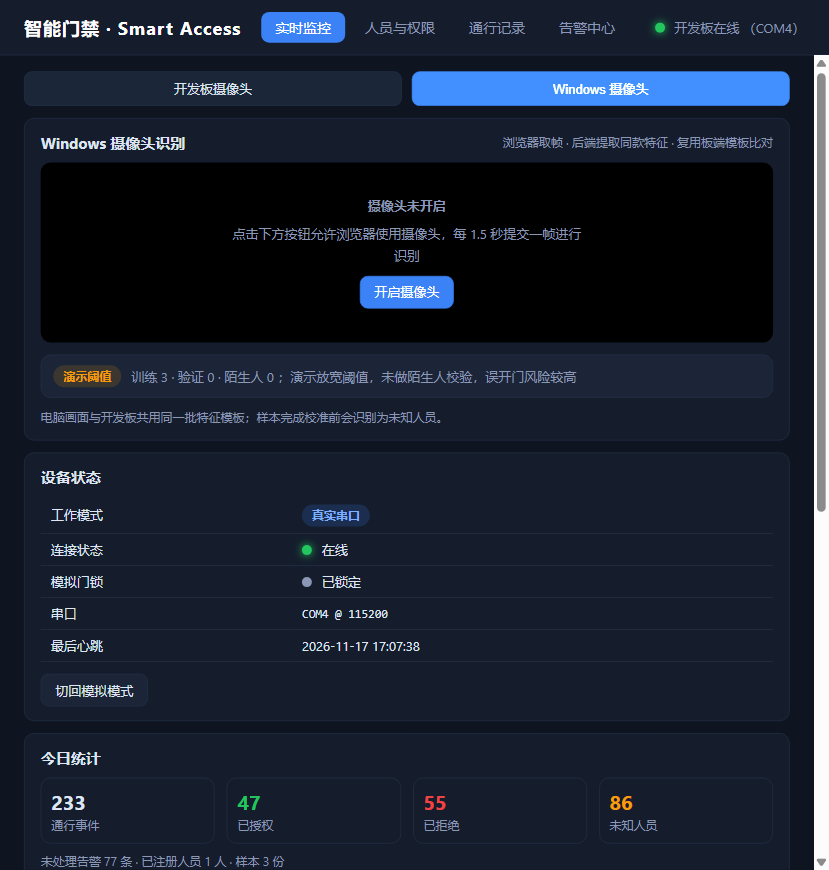 智能门禁 · Smart Access 实时监控 人员与权限 通行记录 告警中心 开发板在线 (COM4)
开发板摄像头 Windows 摄像头
Windows 摄像头识别 浏览器取帧 · 后端提取同款特征 · 复用板端模板比对
摄像头未开启
点击下方按钮允许浏览器使用摄像头，每 1.5 秒提交一帧进行
识别
开启摄像头
演示阈值 训练 3 · 验证 0 · 陌生人 0 ；演示放宽阈值，未做陌生人校验，误开门风险较高
电脑画面与开发板共用同一批特征模板；样本完成校准前会识别为未知人员。
设备状态
工作模式 真实串口
连接状态 在线
模拟门锁 已锁定
串口 COM4 @ 115200
最后心跳 2026-11-17 17:07:38
切回模拟模式
今日统计
233 47 55 86
通行事件 已授权 已拒绝 未知人员
未处理告警 77 条 · 已注册人员 1 人 · 样本 3 份